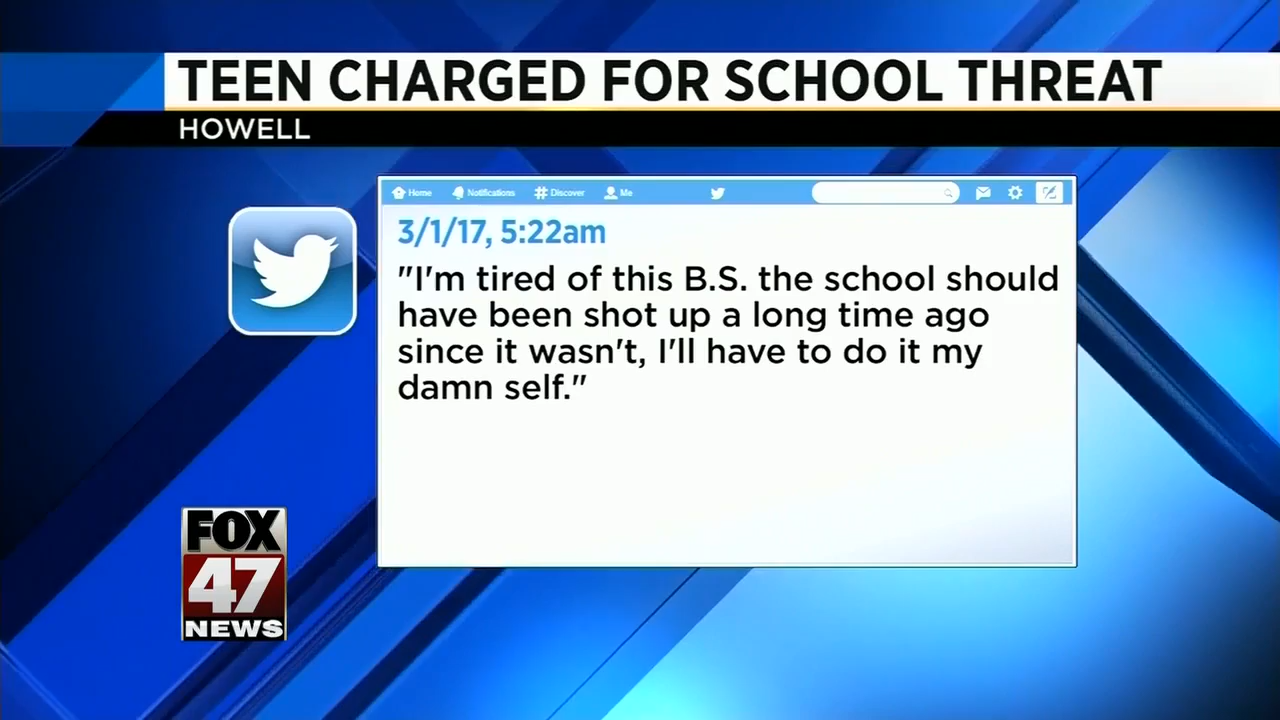 TEEN CHARGED FOR SCHOOL THREAT
HOWELL
Home Notifications Discover Me
3/1/17, 5:22am
"I'm tired of this B.S. the school should
have been shot up a long time ago
since it wasn't, I'll have to do it my
damn self."
FOX
47
NEWS